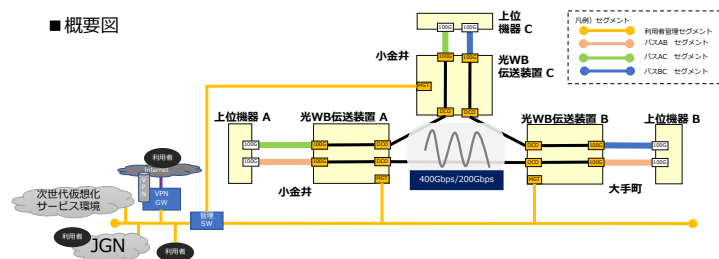 ■概要図
上位
機器 C
100G
100G
凡例）セグメント
利用者管理セグメント
パスAB　セグメント
パスAC　セグメント
パスBC　セグメント
小金井
100G
100G
光WB
伝送装置 C
MGT
DCO
DCO
上位機器 A
光WB伝送装置 A
光WB伝送装置 B
上位機器 B
100G
100G
DCO
DCO
100G
100G
100G
100G
DCO
DCO
100G
100G
小金井
MGT
400Gbps/200Gbps
MGT
大手町
利用者
Internet
VPN
VPN
GW
次世代仮想化
サービス環境
管理
SW
利用者
JGN
利用者